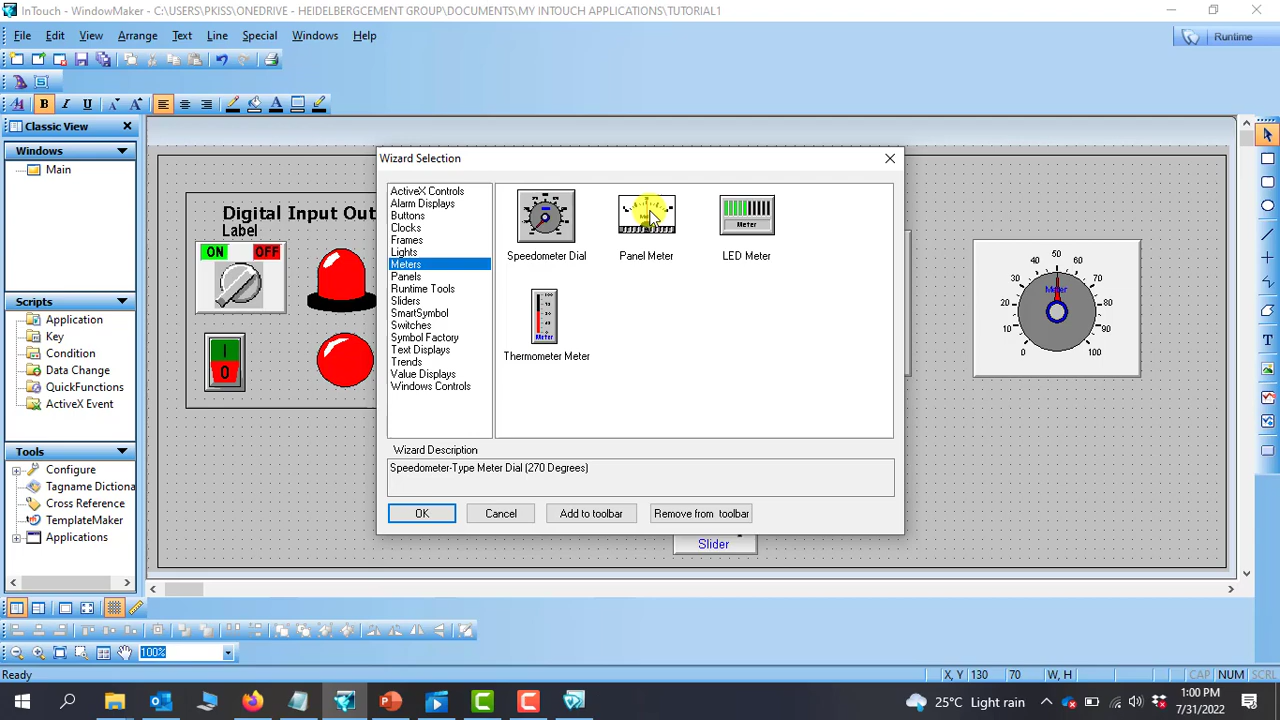 InTouch - WindowMaker - C:\USERS\PKISS\ONEDRIVE - HEIDELBERGCEMENT GROUP\DOCUMENTS\MY INTOUCH APPLICATIONS\TUTORIAL1
File Edit View Arrange Text Line Special Windows Help
Runtime
Classic View
Windows
Main
Scripts
Application
Key
Condition
Data Change
QuickFunctions
ActiveX Event
Tools
Configure
Tagname Dictiona
Cross Reference
TemplateMaker
Applications
Digital Input Out
Label
ON OFF
I
0
Wizard Selection
ActiveX Controls
Alarm Displays
Buttons
Clocks
Frames
Lights
Meters
Panels
Runtime Tools
Sliders
SmartSymbol
Switches
Symbol Factory
Text Displays
Trends
Value Displays
Windows Controls
Speedometer Dial
Panel Meter
Meter
LED Meter
Meter
Thermometer Meter
Wizard Description
Speedometer-Type Meter Dial (270 Degrees)
OK
Cancel
Add to toolbar
Remove from toolbar
Slider
0 10 20 30 40 50 60 70 80 90 100
Meter
100%
Ready
X, Y 130 70 W, H CAP NUM SCRL
25°C Light rain
1:00 PM
7/31/2022